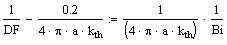 1/DF - 0.2/(4·π·a·k_th) := 1/(4·π·a·k_th) · 1/Bi